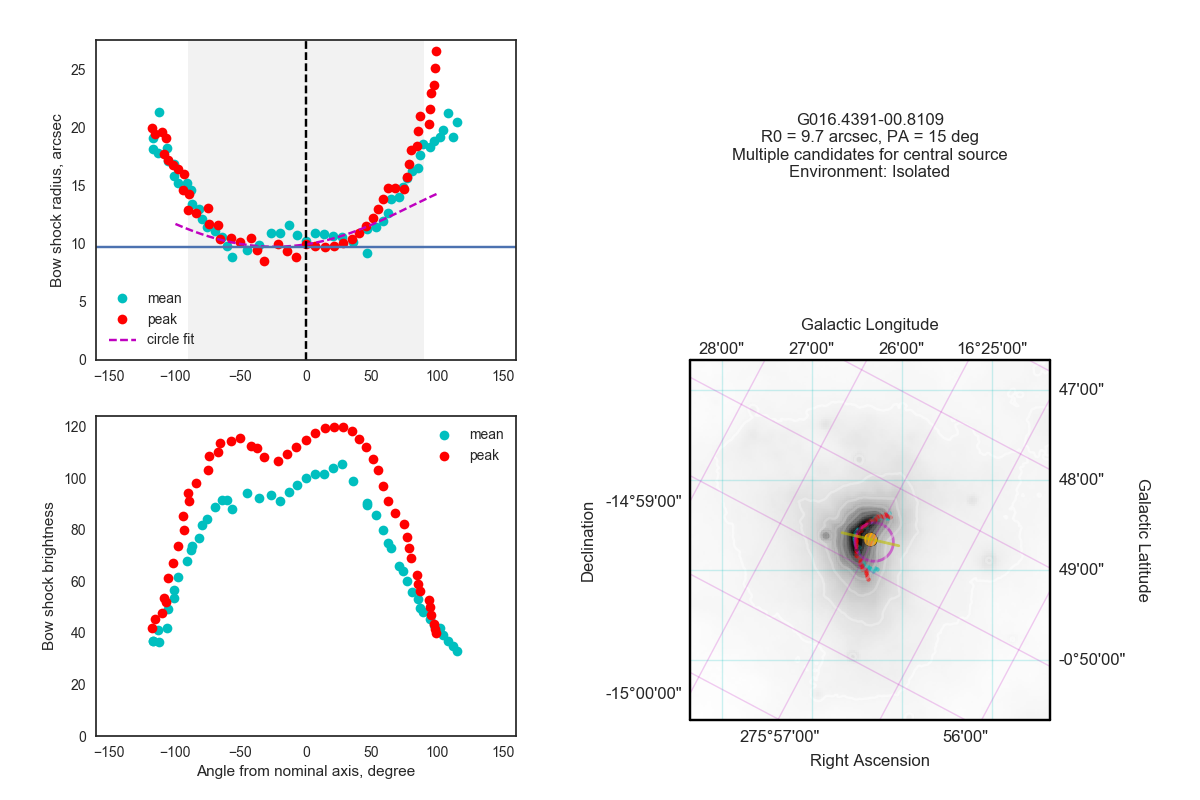 25
20
15
10
5
0
Bow shock radius, arcsec
mean
peak
circle fit
−150
−100
−50
0
50
100
150
G016.4391-00.8109
R0 = 9.7 arcsec, PA = 15 deg
Multiple candidates for central source
Environment: Isolated
120
100
80
60
40
20
0
Bow shock brightness
mean
peak
−150
−100
−50
0
50
100
150
Angle from nominal axis, degree
Galactic Longitude
28'00"
27'00"
26'00"
16°25'00"
47'00"
48'00"
49'00"
-0°50'00"
Galactic Latitude
-14°59'00"
-15°00'00"
Declination
275°57'00"
56'00"
Right Ascension